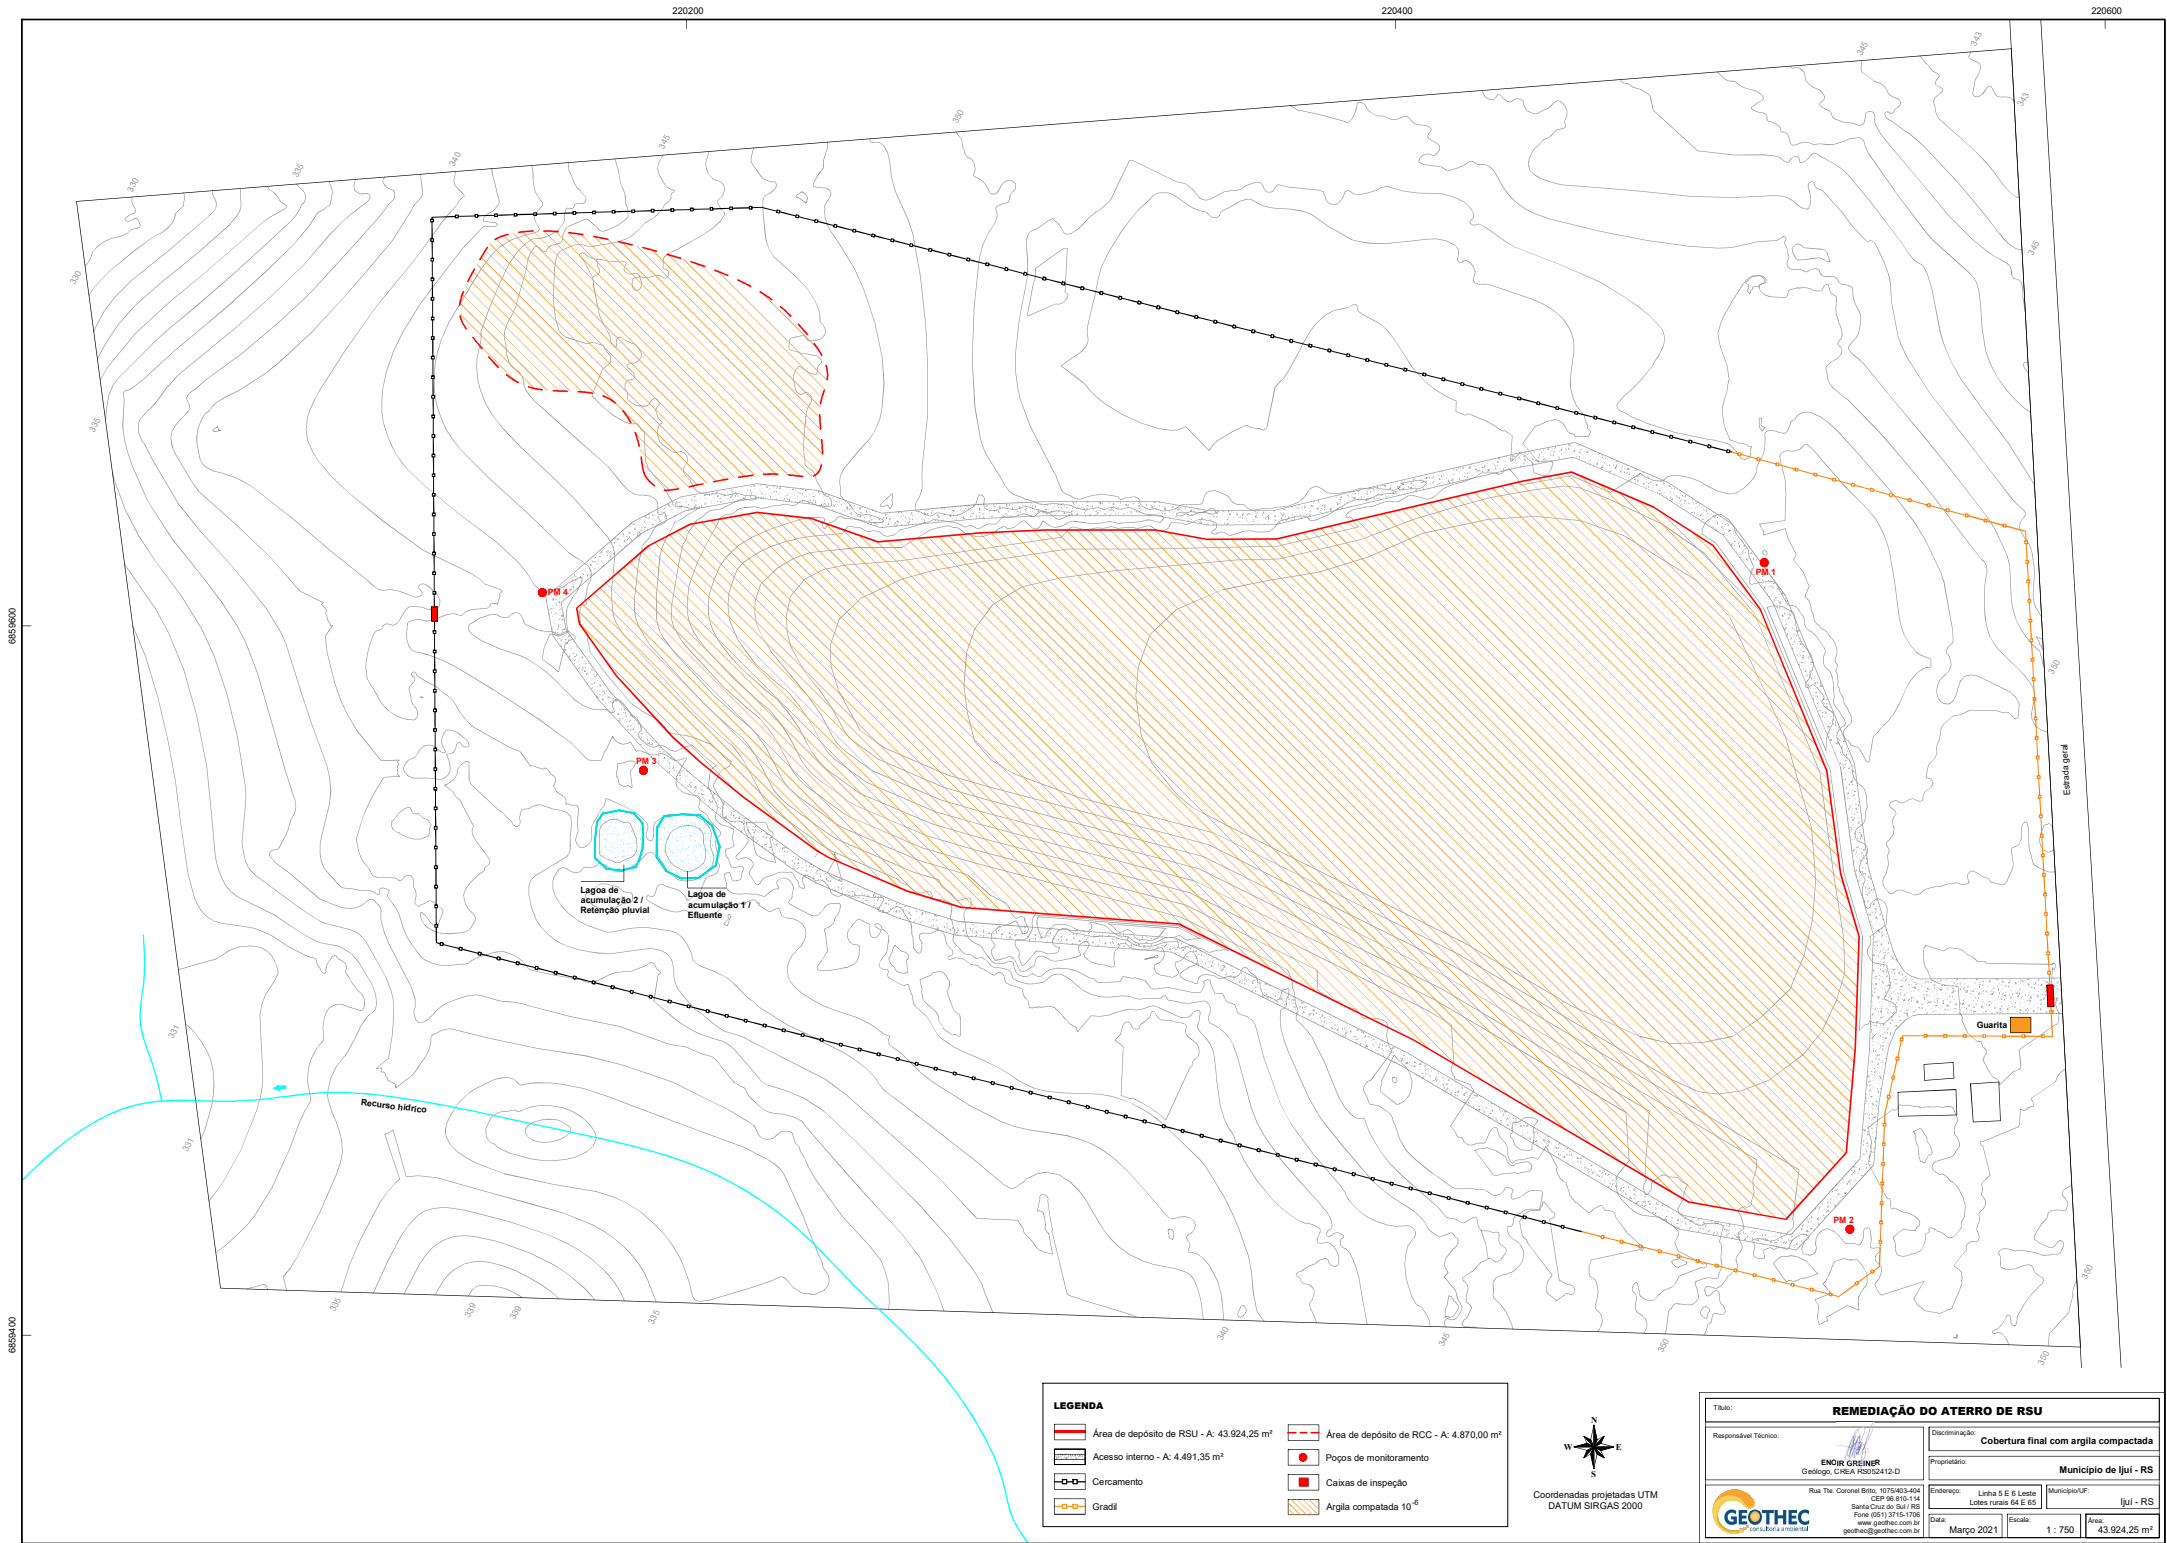 220200
220400
220600
6859600
6859400
330
335
340
345
350
345
343
343
345
330
335
350
331
331
335
339
339
335
340
345
350
350
350
PM 1
PM 4
PM 3
PM 2
Lagoa de
acumulação 2 /
Retenção pluvial
Lagoa de
acumulação 1 /
Efluente
Recurso hídrico
Estrada geral
Guarita
LEGENDA
Área de depósito de RSU - A: 43.924,25 m²
Acesso interno - A: 4.491,35 m²
Cercamento
Gradil
Área de depósito de RCC - A: 4.870,00 m²
Poços de monitoramento
Caixas de inspeção
Argila compatada 10⁻⁶
N
W E
S
Coordenadas projetadas UTM
DATUM SIRGAS 2000
Título:
REMEDIAÇÃO DO ATERRO DE RSU
Responsável Técnico:
ENOIR GREINER
Geólogo, CREA RS052412-D
Discriminação:
Cobertura final com argila compactada
Proprietário:
Município de Ijuí - RS
GEOTHEC
consultoria ambiental
Rua Tte. Coronel Brito, 1075/403-404
CEP 96.810-114
Santa Cruz do Sul / RS
Fone (051) 3715-1706
www.geothec.com.br
geothec@geothec.com.br
Endereço:
Linha 5 E 6 Leste
Lotes rurais 64 E 65
Município/UF:
Ijuí - RS
Data:
Março 2021
Escala:
1 : 750
Área:
43.924,25 m²